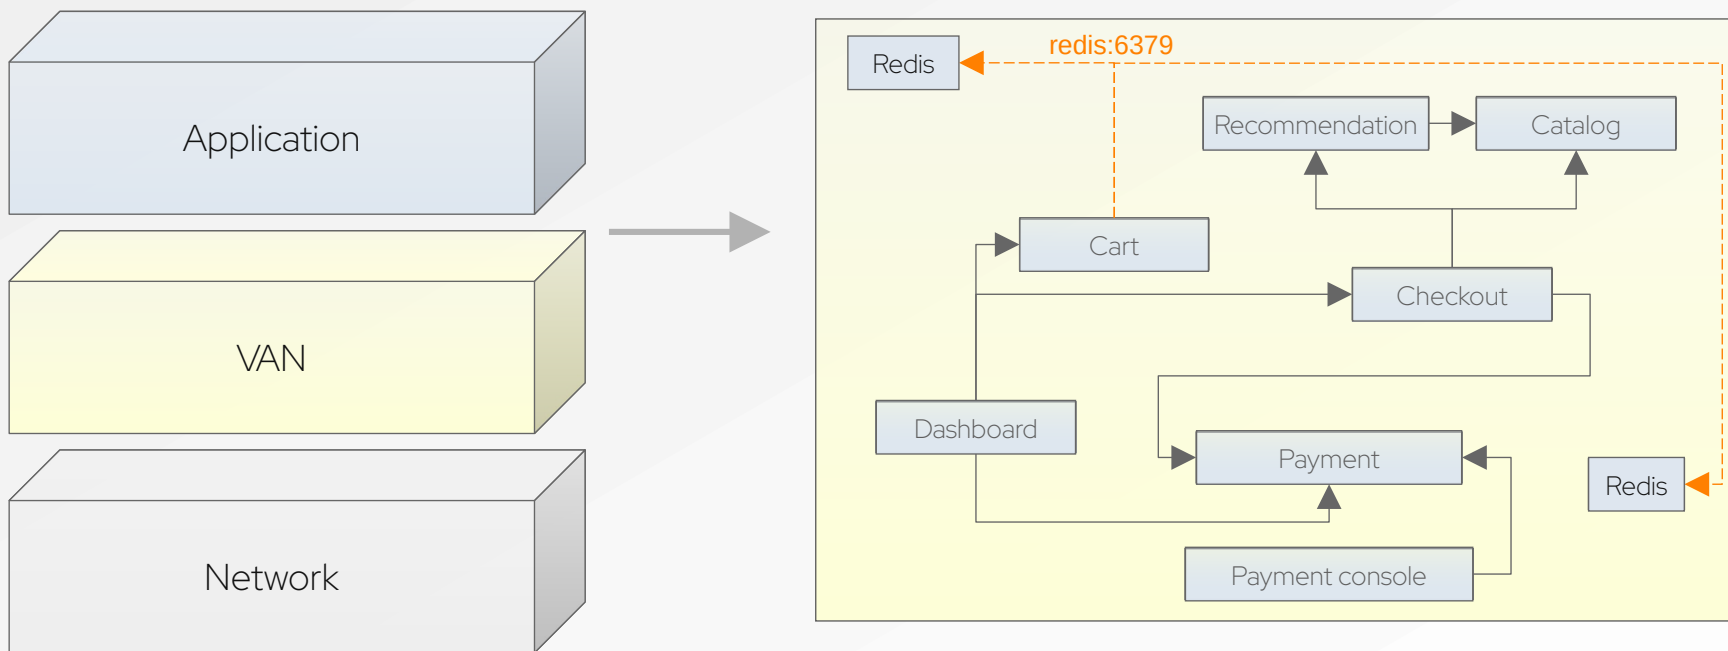 Application
VAN
Network
redis:6379
Redis
Recommendation
Catalog
Cart
Checkout
Dashboard
Payment
Redis
Payment console